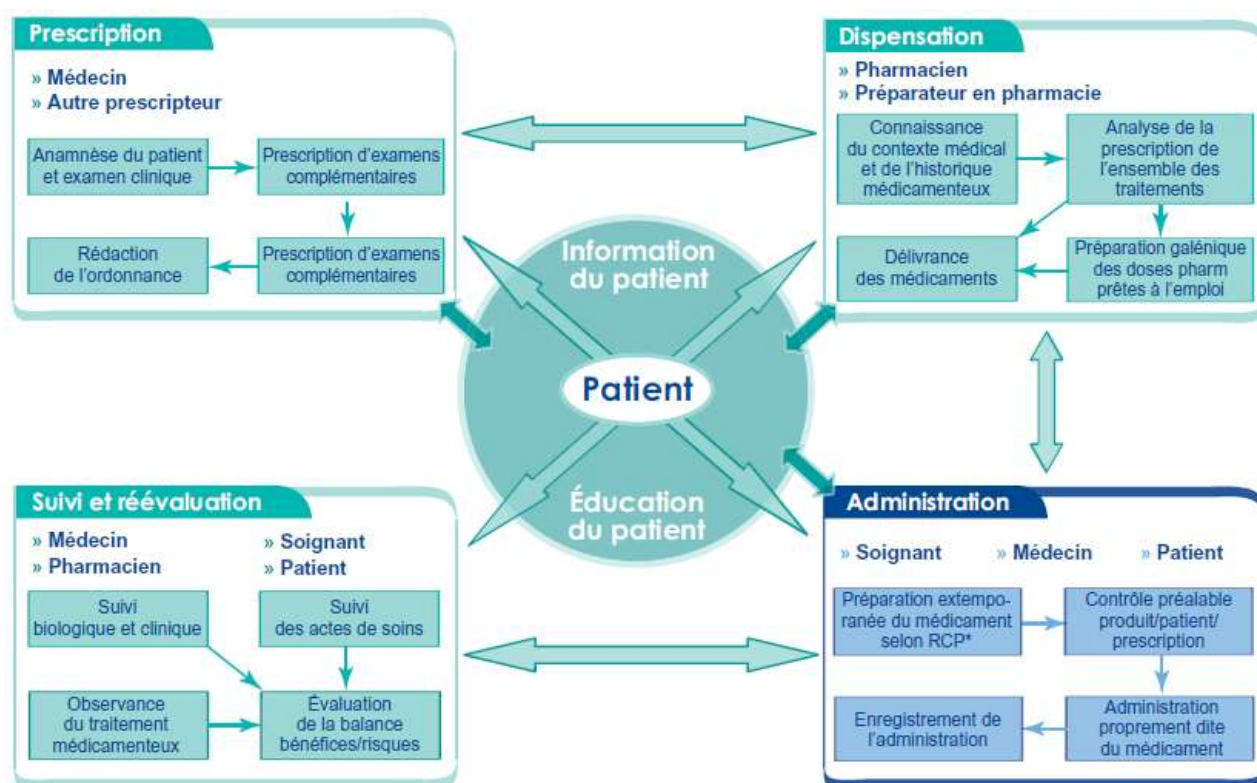 Prescription
» Médecin
» Autre prescripteur
Anamnèse du patient
et examen clinique
Prescription d'examens
complémentaires
Rédaction
de l'ordonnance
Prescription d'examens
complémentaires
Dispensation
» Pharmacien
» Préparateur en pharmacie
Connaissance
du contexte médical
et de l'historique
médicamenteux
Analyse de la
prescription de
l'ensemble des
traitements
Délivrance
des médicaments
Préparation galénique
des doses pharm
prêtes à l'emploi
Information
du patient
Patient
Éducation
du patient
Suivi et réévaluation
» Médecin
» Pharmacien
» Soignant
» Patient
Suivi
biologique et clinique
Suivi
des actes de soins
Observance
du traitement
médicamenteux
Évaluation
de la balance
bénéfices/risques
Administration
» Soignant
» Médecin
» Patient
Préparation extempo-
ranée du médicament
selon RCP*
Contrôle préalable
produit/patient/
prescription
Enregistrement de
l'administration
Administration
proprement dite
du médicament